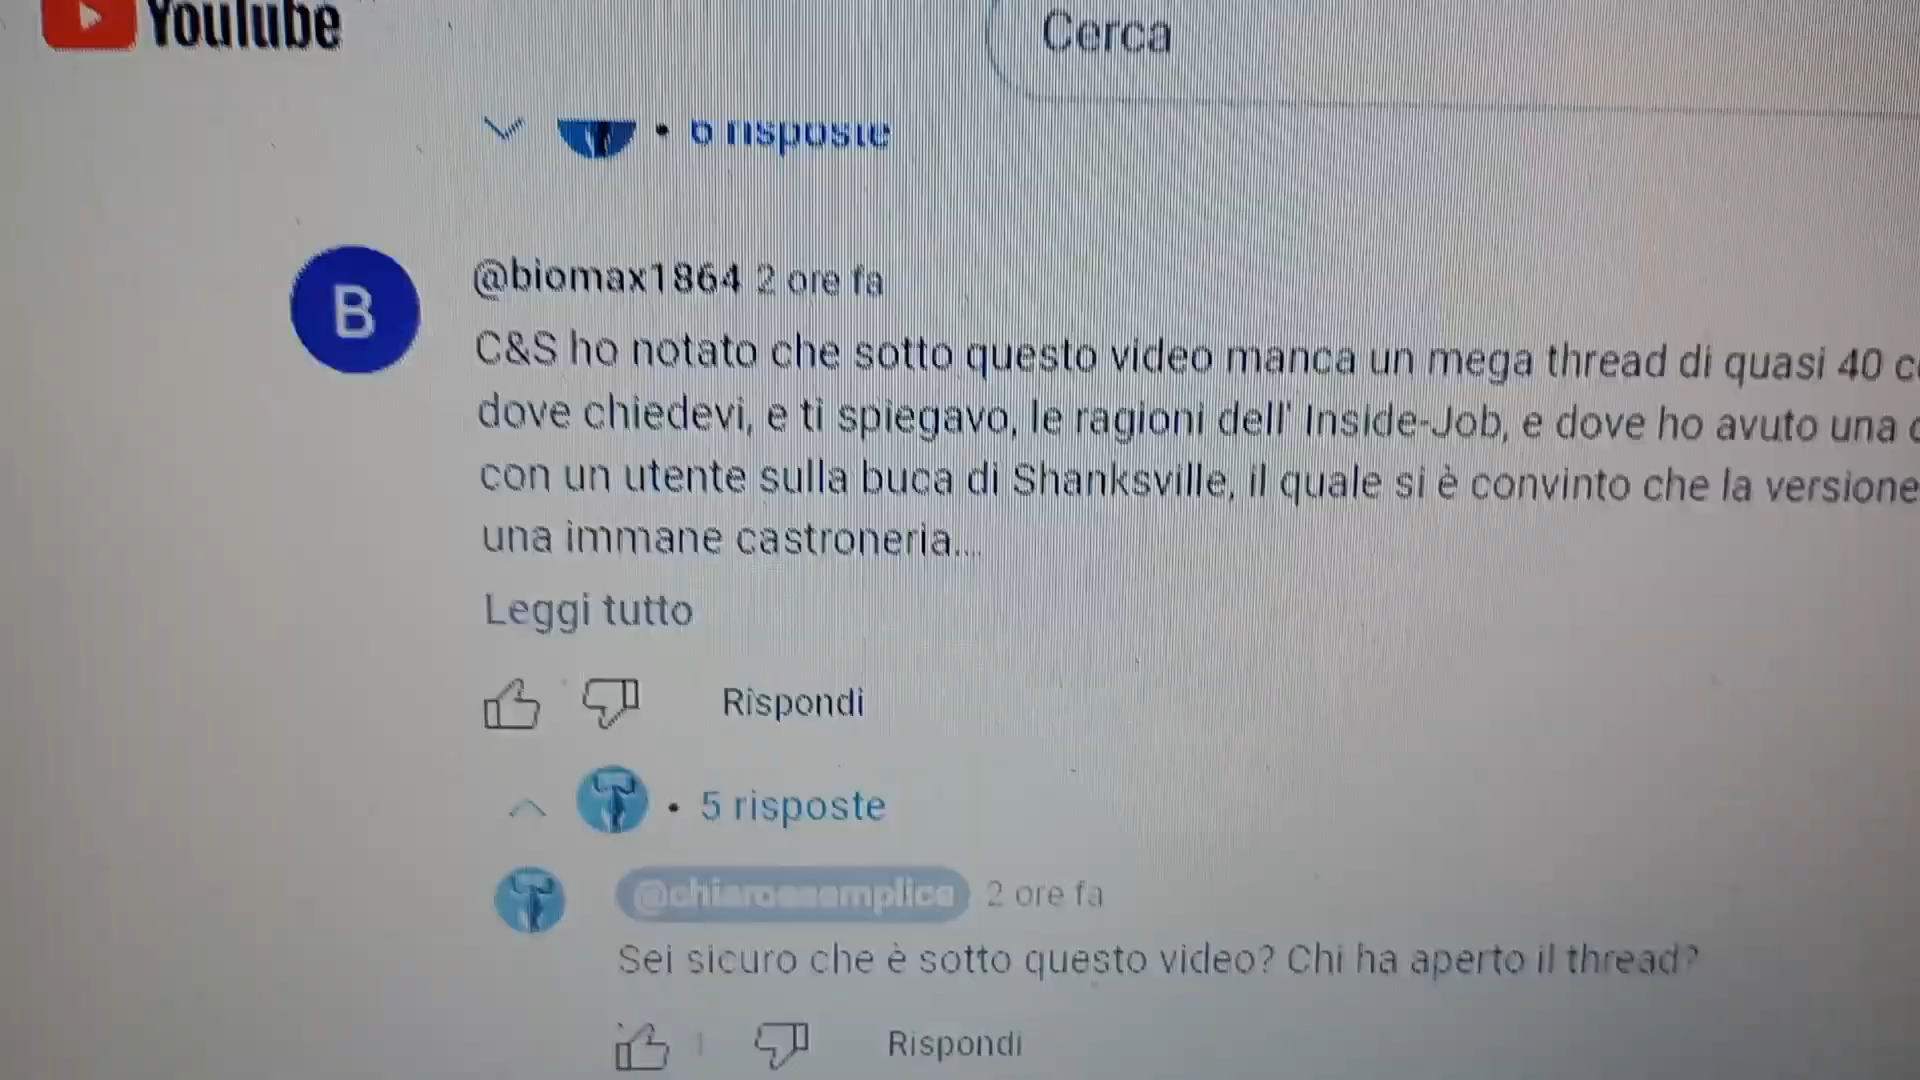 YouTube
Cerca
6 risposte
B
@biomax1864 2 ore fa
C&S ho notato che sotto questo video manca un mega thread di quasi 40
dove chiedevi, e ti spiegavo, le ragioni dell' Inside-Job, e dove ho avuto una
con un utente sulla buca di Shanksville, il quale si è convinto che la versione
una immane castroneria....
Leggi tutto
Rispondi
• 5 risposte
@chiaroesemplice 2 ore fa
Sei sicuro che è sotto questo video? Chi ha aperto il thread?
1 Rispondi